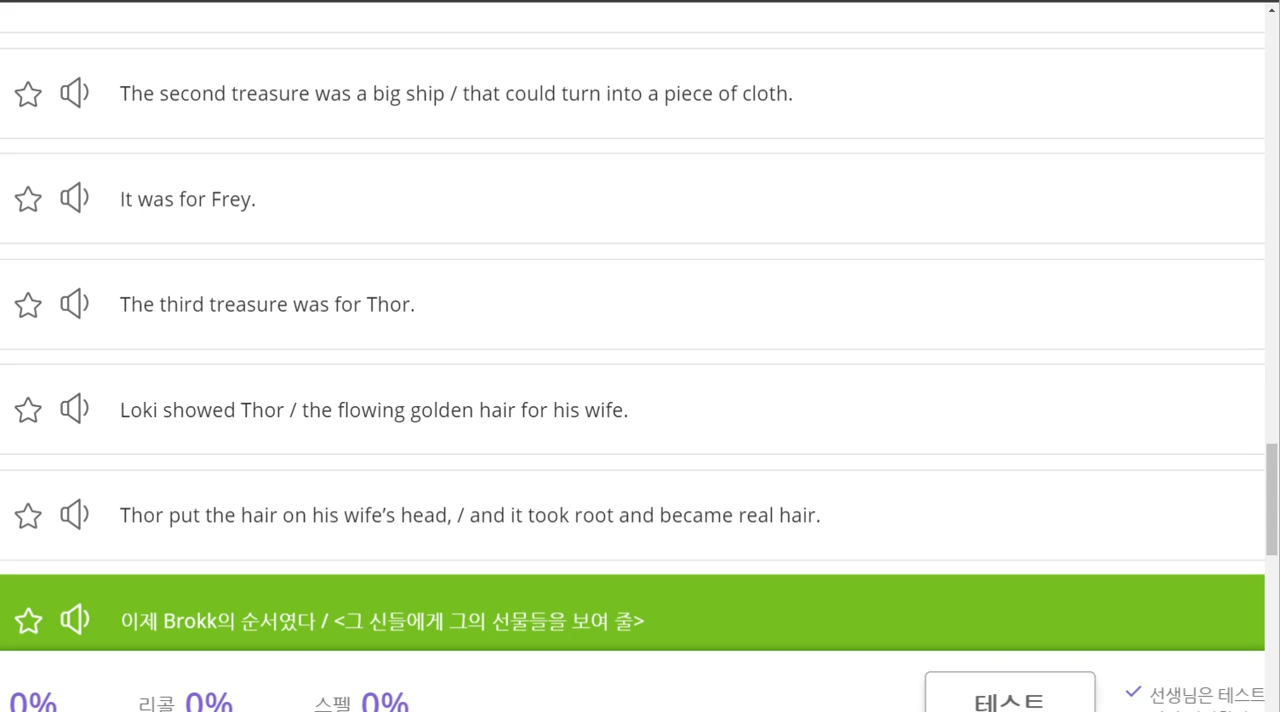 The second treasure was a big ship / that could turn into a piece of cloth.
It was for Frey.
The third treasure was for Thor.
Loki showed Thor / the flowing golden hair for his wife.
Thor put the hair on his wife’s head, / and it took root and became real hair.
이제 Brokk의 순서였다 / <그 신들에게 그의 선물들을 보여 줄>
0% 리콜 0% 스펠 0% 테스트 선생님은 테스트